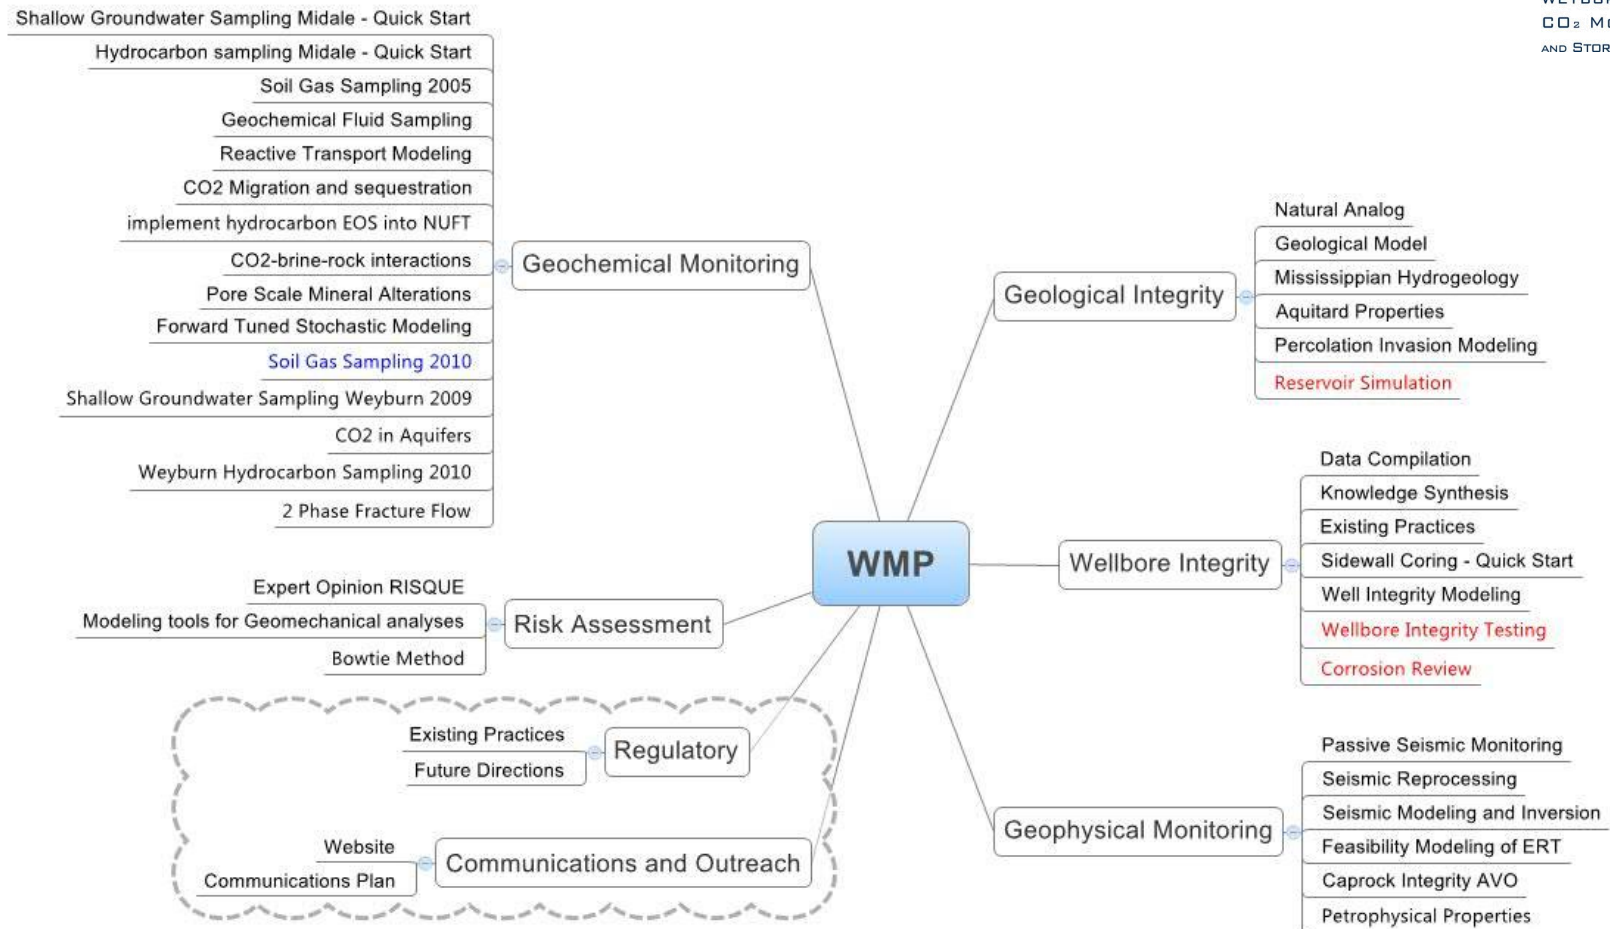 Shallow Groundwater Sampling Midale - Quick Start
Hydrocarbon sampling Midale - Quick Start
Soil Gas Sampling 2005
Geochemical Fluid Sampling
Reactive Transport Modeling
CO2 Migration and sequestration
implement hydrocarbon EOS into NUFT
CO2-brine-rock interactions
Pore Scale Mineral Alterations
Forward Tuned Stochastic Modeling
Soil Gas Sampling 2010
Shallow Groundwater Sampling Weyburn 2009
CO2 in Aquifers
Weyburn Hydrocarbon Sampling 2010
2 Phase Fracture Flow
Geochemical Monitoring
Expert Opinion RISQUE
Modeling tools for Geomechanical analyses
Bowtie Method
Risk Assessment
Existing Practices
Future Directions
Regulatory
Website
Communications Plan
Communications and Outreach
WMP
CO₂
AND
Geological Integrity
Natural Analog
Geological Model
Mississippian Hydrogeology
Aquitard Properties
Percolation Invasion Modeling
Reservoir Simulation
Wellbore Integrity
Data Compilation
Knowledge Synthesis
Existing Practices
Sidewall Coring - Quick Start
Well Integrity Modeling
Wellbore Integrity Testing
Corrosion Review
Geophysical Monitoring
Passive Seismic Monitoring
Seismic Reprocessing
Seismic Modeling and Inversion
Feasibility Modeling of ERT
Caprock Integrity AVO
Petrophysical Properties